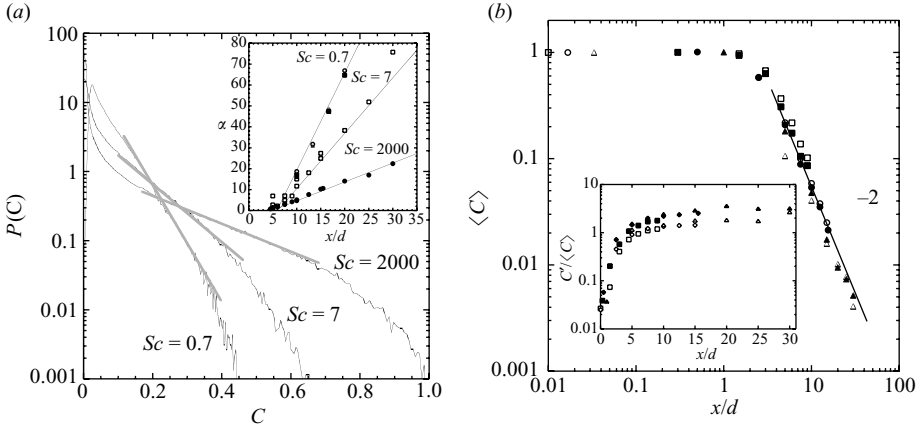 (a)
80
70
60
50
40
α
30
20
10
0
0 5 10 15 20 25 30 35
x/d
Sc = 0.7
Sc = 7
Sc = 2000
100
10
1
0.1
0.01
0.001
P(C)
Sc = 2000
Sc = 7
Sc = 0.7
0 0.2 0.4 0.6 0.8 1.0
C
(b)
1
0.1
0.01
0.001
⟨C⟩
–2
10
1
0.1
0.01
C′/⟨C⟩
0 5 10 15 20 25 30
x/d
0.01 0.1 1 10 100
x/d